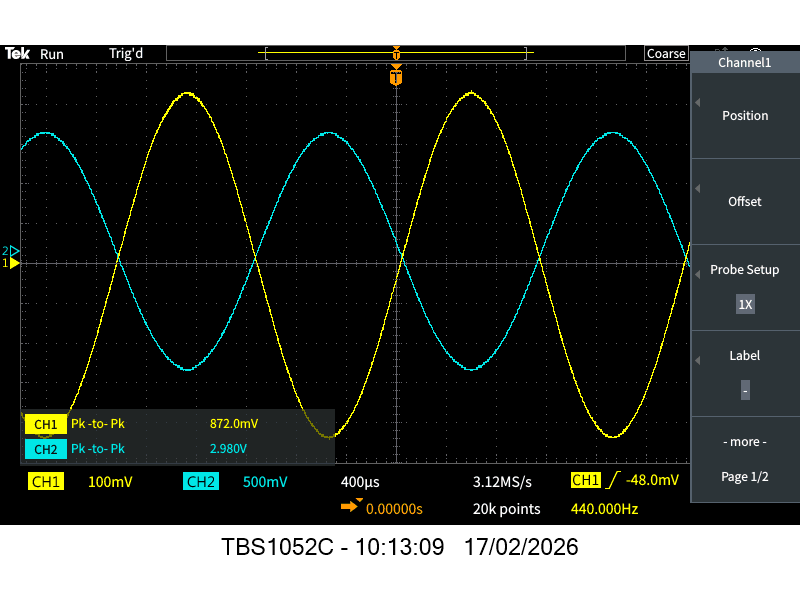 Tek Run Trig'd Coarse
Channel1
T
T
Position
Offset
2
1
Probe Setup
1X
Label
-
CH1 Pk-to-Pk 872.0mV
CH2 Pk-to-Pk 2.980V
- more -
Page 1/2
CH1 100mV CH2 500mV 400µs 3.12MS/s CH1 -48.0mV
0.00000s 20k points 440.000Hz
TBS1052C - 10:13:09 17/02/2026